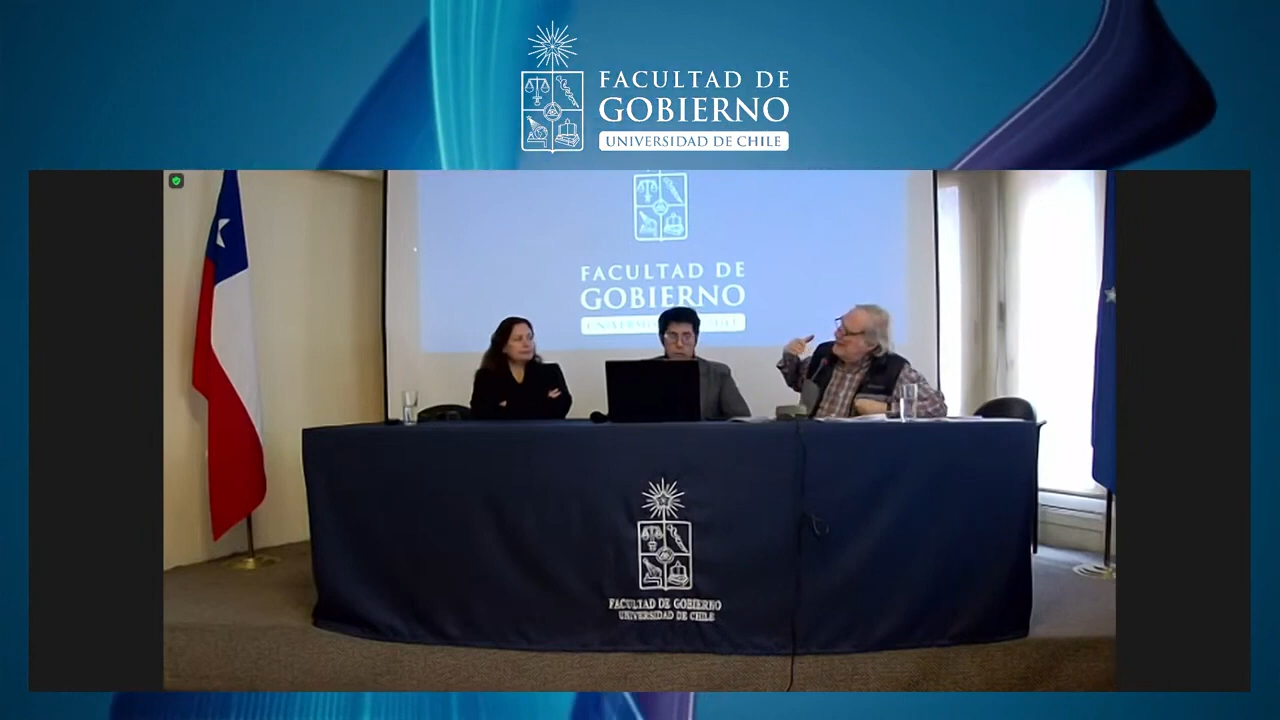 FACULTAD DE
GOBIERNO
UNIVERSIDAD DE CHILE
FACULTAD DE
GOBIERNO
FACULTAD DE GOBIERNO
UNIVERSIDAD DE CHILE